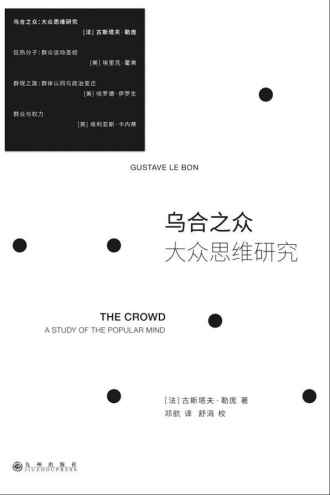 乌合之众：大众思维研究
[法] 古斯塔夫·勒庞
狂热分子：群众运动圣经
[美] 埃里克·霍弗
群氓之族：群体认同与政治变迁
[美] 哈罗德·伊罗生
群众与权力
[英] 埃利亚斯·卡内蒂
GUSTAVE LE BON
乌合之众
大众思维研究
THE CROWD
A STUDY OF THE POPULAR MIND
[法] 古斯塔夫·勒庞 著
邓航 译 舒涓 校
九州出版社
JIUZHOUPRESS